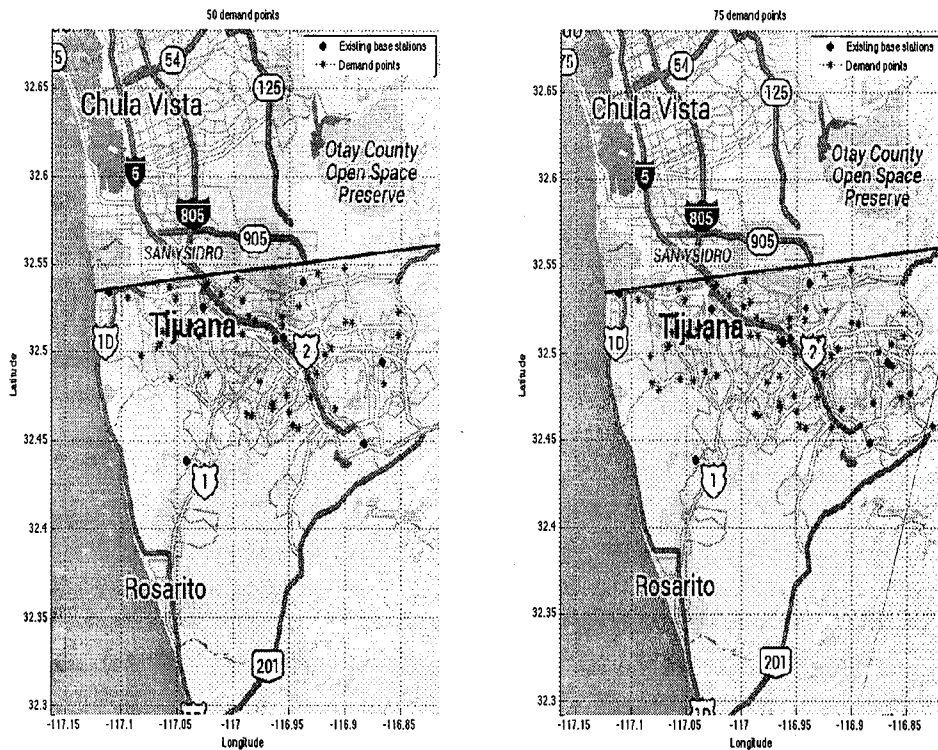 50 demand points
Existing base stations
Demand points
5
54
125
Chula Vista
Otay County
Open Space
Preserve
5
805
905
SAN YSIDRO
1D
Tijuana
2
1
Rosarito
201
1D
32.65
32.6
32.55
32.5
32.45
32.4
32.35
32.3
Latitude
-117.15
-117.1
-117.05
-117
-116.95
-116.9
-116.85
Longitude
75 demand points
Existing base stations
Demand points
75
54
125
Chula Vista
Otay County
Open Space
Preserve
5
805
905
SAN YSIDRO
1D
Tijuana
2
1
Rosarito
201
1D
32.65
32.6
32.55
32.5
32.45
32.4
32.35
32.3
Latitude
-117.15
-117.1
-117.05
-117
-116.95
-116.9
-116.85
Longitude